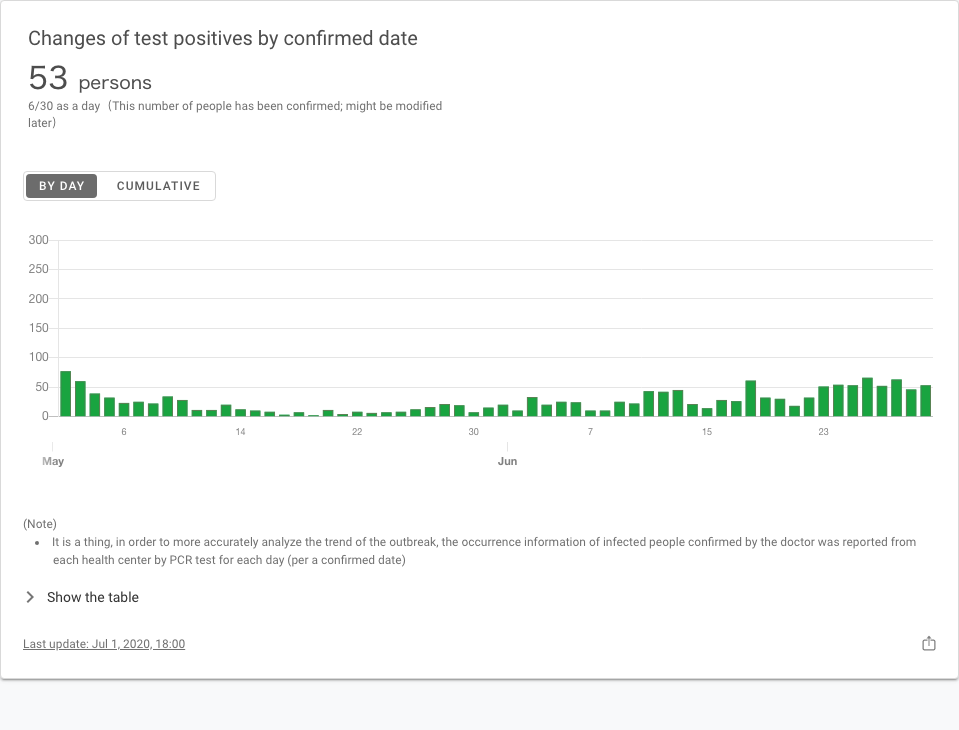 Changes of test positives by confirmed date
53 persons
6/30 as a day（This number of people has been confirmed; might be modified
later）
BY DAY CUMULATIVE
300
250
200
150
100
50
0
6 14 22 30 7 15 23
May Jun
(Note)
• It is a thing, in order to more accurately analyze the trend of the outbreak, the occurrence information of infected people confirmed by the doctor was reported from
each health center by PCR test for each day (per a confirmed date)
Show the table
Last update: Jul 1, 2020, 18:00